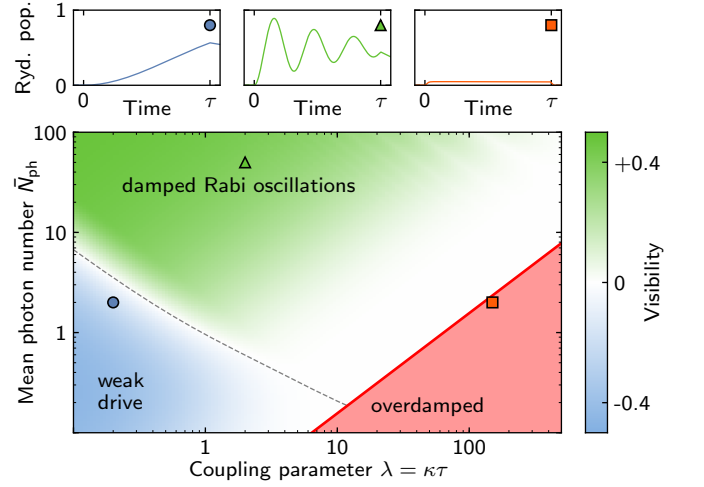 Ryd. pop.
1
0
0 Time τ
0 Time τ
0 Time τ
Mean photon number N̄ph
100
10
1
damped Rabi oscillations
weak
drive
overdamped
1 10 100
Coupling parameter λ = κτ
+0.4
0
-0.4
Visibility